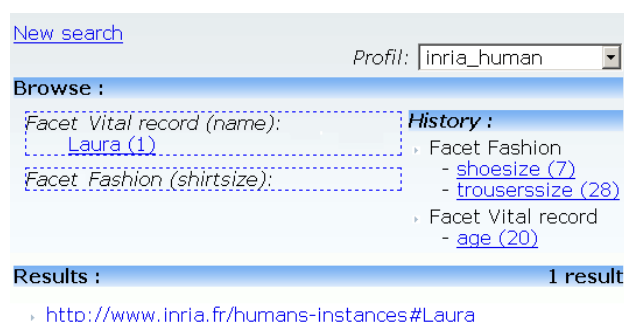 New search
Profil: inria_human
Browse :
Facet Vital record (name):
Laura (1)
Facet Fashion (shirtsize):
History :
Facet Fashion
- shoesize (7)
- trouserssize (28)
Facet Vital record
- age (20)
Results : 1 result
http://www.inria.fr/humans-instances#Laura